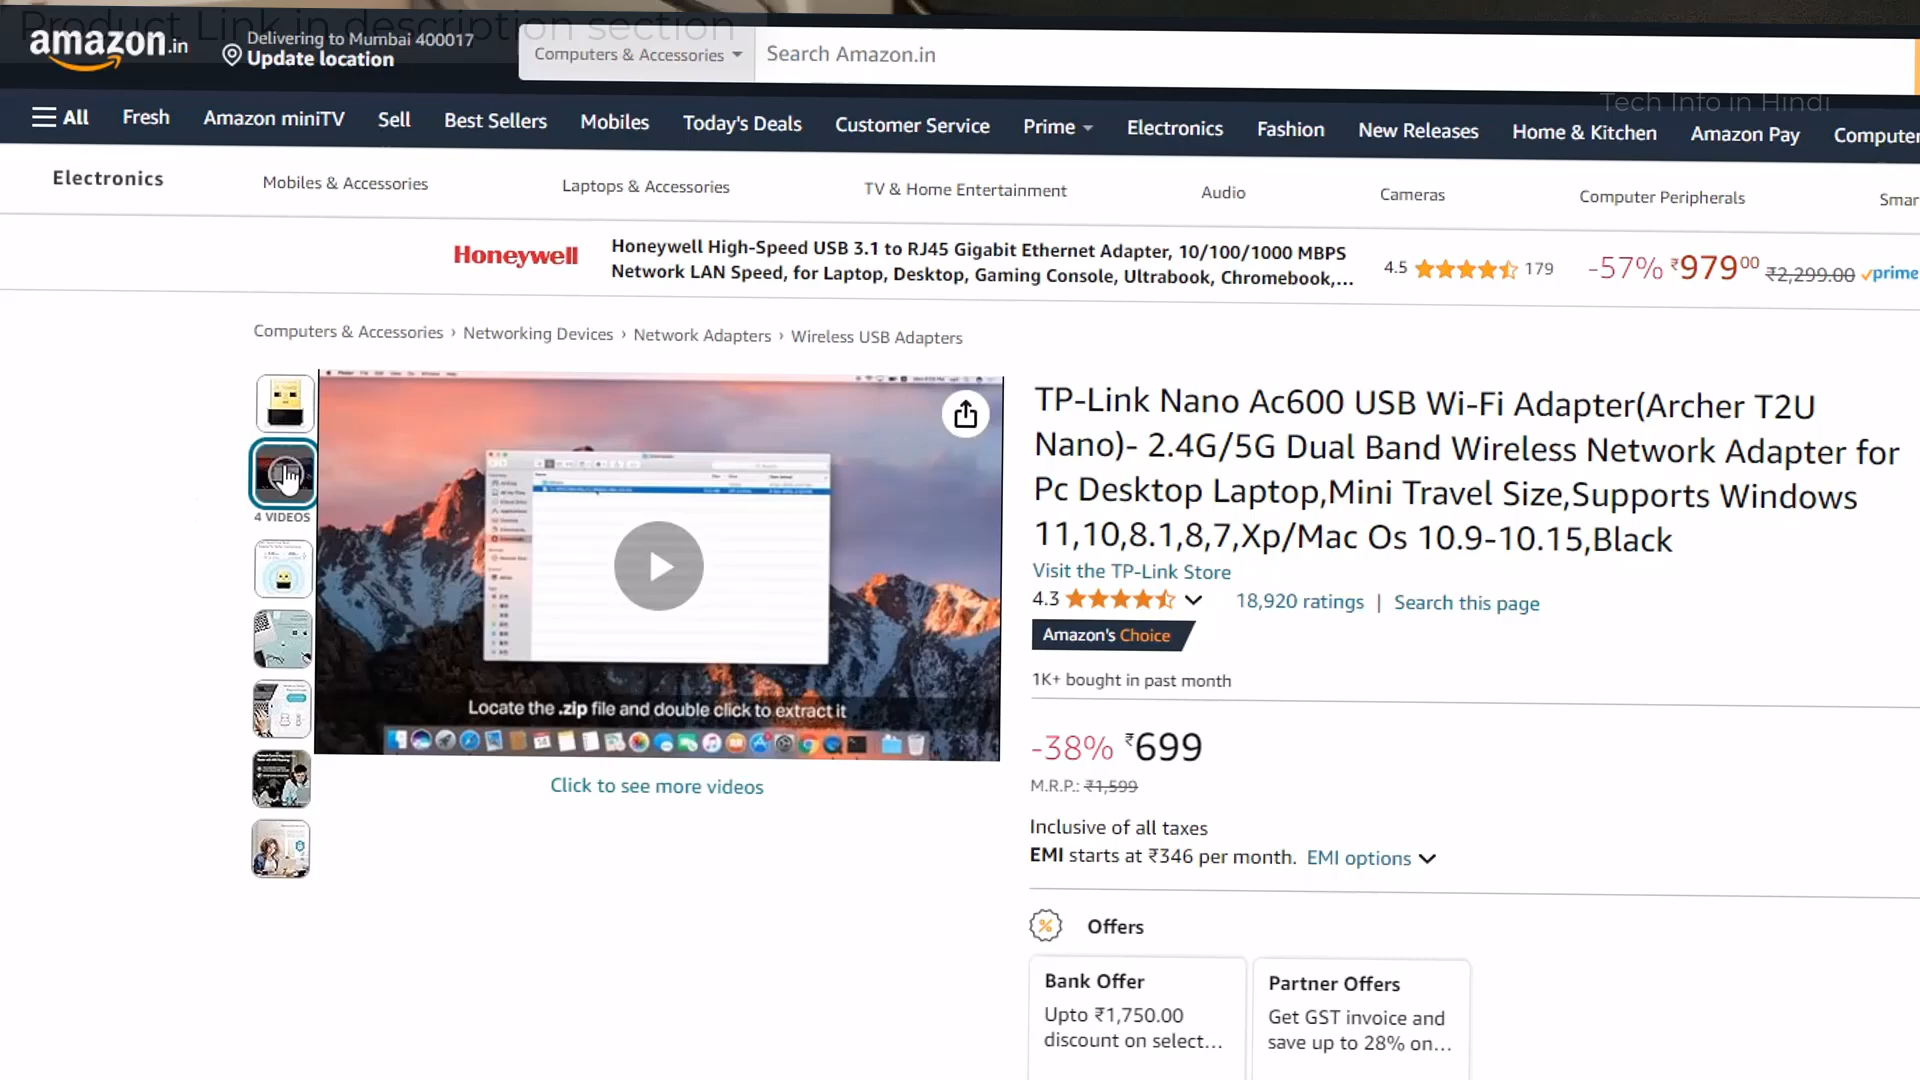 Product Link in description section
amazon.in
Delivering to Mumbai 400017
Update location
Computers & Accessories
Search Amazon.in
Tech Info in Hindi
All Fresh Amazon miniTV Sell Best Sellers Mobiles Today's Deals Customer Service Prime Electronics Fashion New Releases Home & Kitchen Amazon Pay Computer
Electronics Mobiles & Accessories Laptops & Accessories TV & Home Entertainment Audio Cameras Computer Peripherals Smar
Honeywell
Honeywell High-Speed USB 3.1 to RJ45 Gigabit Ethernet Adapter, 10/100/1000 MBPS
Network LAN Speed, for Laptop, Desktop, Gaming Console, Ultrabook, Chromebook,...
4.5 179 -57% ₹979 00 ₹2,299.00 prime
Computers & Accessories › Networking Devices › Network Adapters › Wireless USB Adapters
4 VIDEOS
Locate the .zip file and double click to extract it
Click to see more videos
TP-Link Nano Ac600 USB Wi-Fi Adapter(Archer T2U
Nano)- 2.4G/5G Dual Band Wireless Network Adapter for
Pc Desktop Laptop,Mini Travel Size,Supports Windows
11,10,8.1,8,7,Xp/Mac Os 10.9-10.15,Black
Visit the TP-Link Store
4.3 18,920 ratings | Search this page
Amazon's Choice
1K+ bought in past month
-38% ₹699
M.R.P.: ₹1,599
Inclusive of all taxes
EMI starts at ₹346 per month. EMI options
% Offers
Bank Offer
Upto ₹1,750.00
discount on select...
Partner Offers
Get GST invoice and
save up to 28% on...